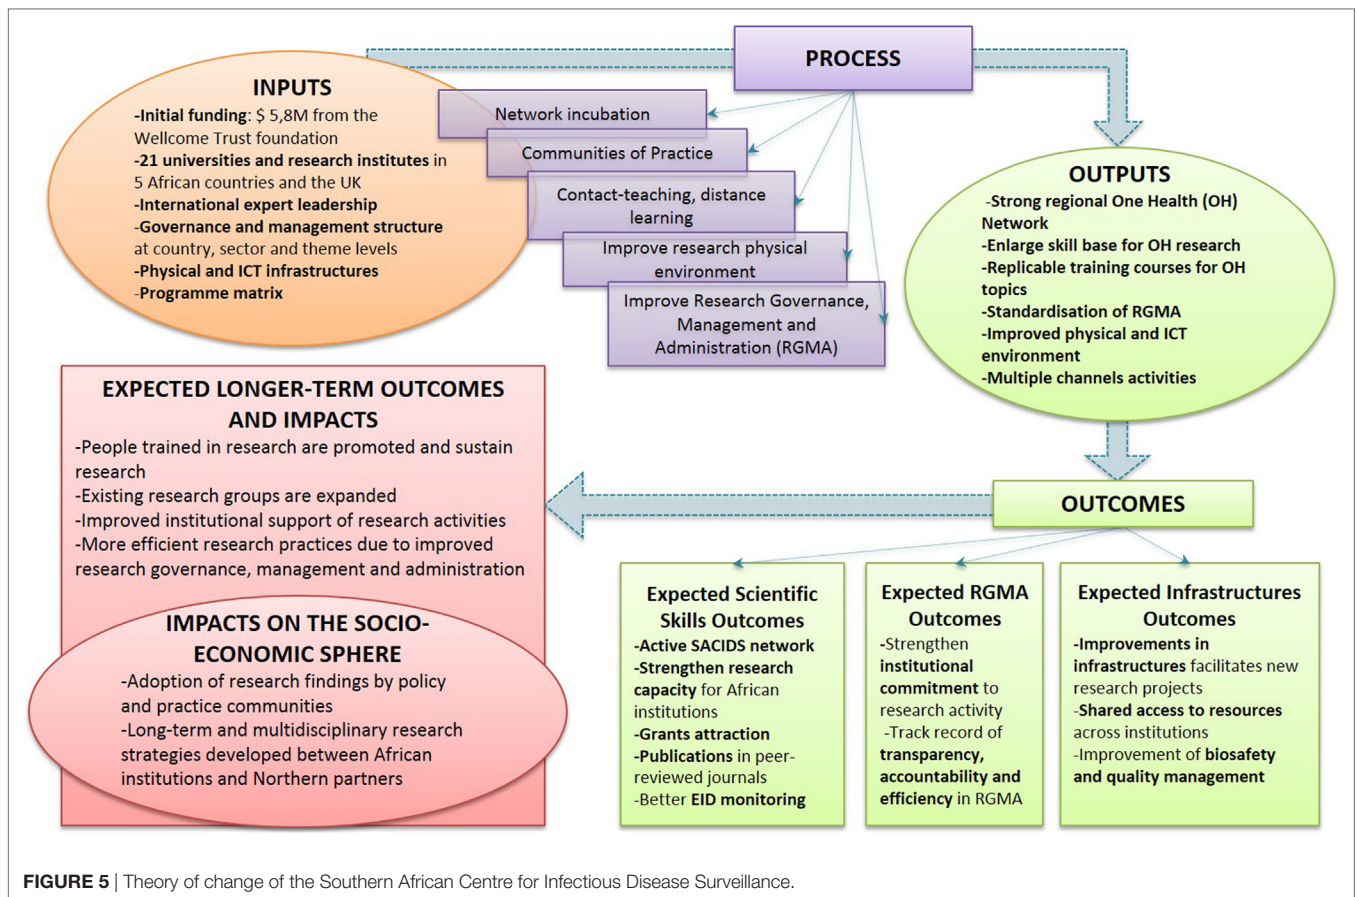 PROCESS
INPUTS
-Initial funding: $ 5,8M from the
Wellcome Trust foundation
-21 universities and research institutes in
5 African countries and the UK
-International expert leadership
-Governance and management structure
at country, sector and theme levels
-Physical and ICT infrastructures
-Programme matrix
Network incubation
Communities of Practice
Contact-teaching, distance
learning
Improve research physical
environment
Improve Research Governance,
Management and
Administration (RGMA)
OUTPUTS
-Strong regional One Health (OH)
Network
-Enlarge skill base for OH research
-Replicable training courses for OH
topics
-Standardisation of RGMA
-Improved physical and ICT
environment
-Multiple channels activities
OUTCOMES
Expected Scientific
Skills Outcomes
-Active SACIDS network
-Strengthen research
capacity for African
institutions
-Grants attraction
-Publications in peer-
reviewed journals
-Better EID monitoring
Expected RGMA
Outcomes
-Strengthen
institutional
commitment to
research activity
-Track record of
transparency,
accountability and
efficiency in RGMA
Expected Infrastructures
Outcomes
-Improvements in
infrastructures facilitates new
research projects
-Shared access to resources
across institutions
-Improvement of biosafety
and quality management
EXPECTED LONGER-TERM OUTCOMES
AND IMPACTS
-People trained in research are promoted and sustain
research
-Existing research groups are expanded
-Improved institutional support of research activities
-More efficient research practices due to improved
research governance, management and administration
IMPACTS ON THE SOCIO-
ECONOMIC SPHERE
-Adoption of research findings by policy
and practice communities
-Long-term and multidisciplinary research
strategies developed between African
institutions and Northern partners
FIGURE 5 | Theory of change of the Southern African Centre for Infectious Disease Surveillance.